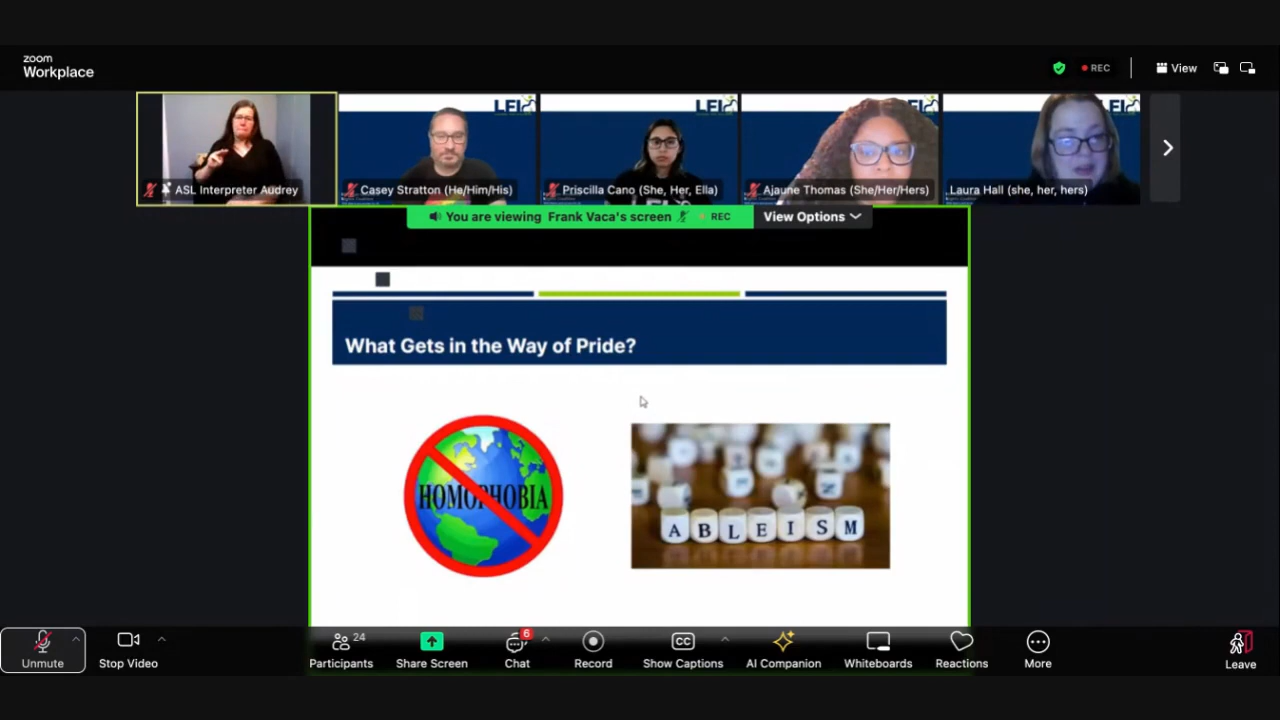 zoom
Workplace
REC
View
LEI
LEI
LEI
LEI
ASL Interpreter Audrey
Casey Stratton (He/Him/His)
Priscilla Cano (She, Her, Ella)
Ajaune Thomas (She/Her/Hers)
Laura Hall (she, her, hers)
You are viewing Frank Vaca's screen
REC
View Options
What Gets in the Way of Pride?
HOMOPHOBIA
ABLEISM
24
6
CC
Unmute
Stop Video
Participants
Share Screen
Chat
Record
Show Captions
AI Companion
Whiteboards
Reactions
More
Leave